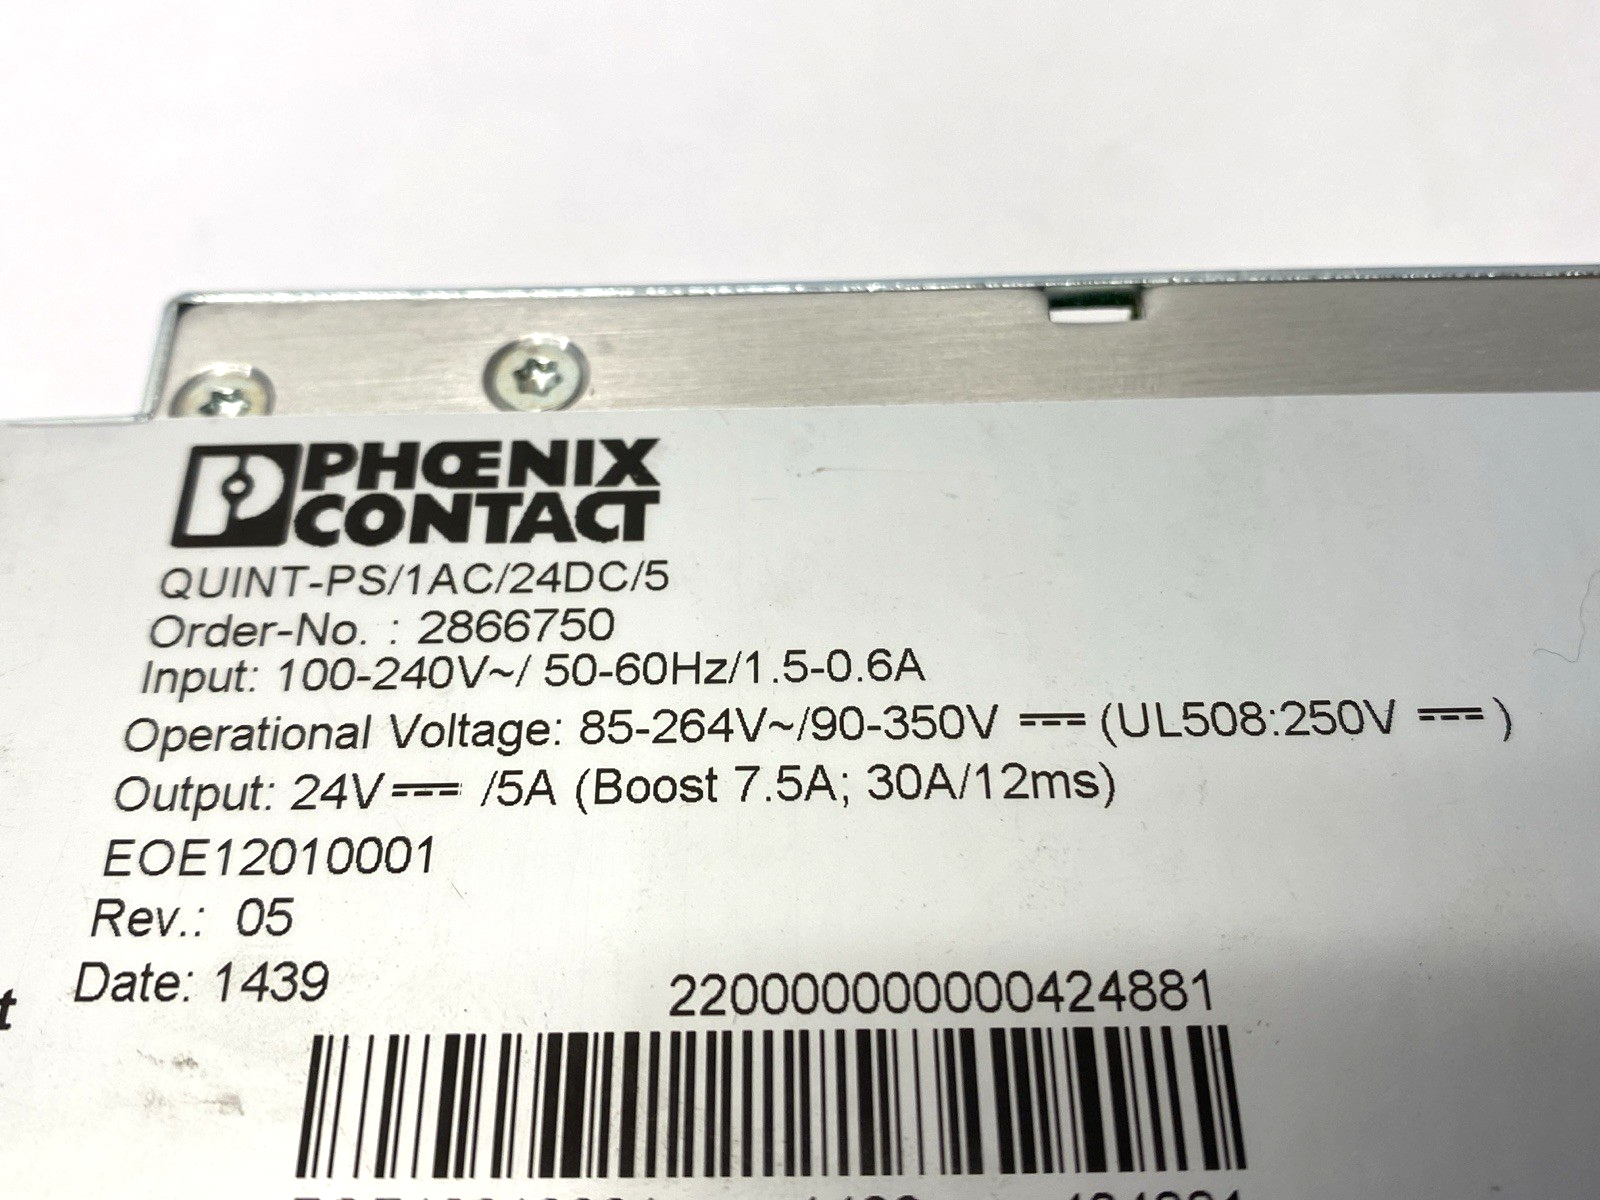 PHŒNIX
CONTACT
QUINT-PS/1AC/24DC/5
Order-No. : 2866750
Input: 100-240V~/ 50-60Hz/1.5-0.6A
Operational Voltage: 85-264V~/90-350V ⎓ (UL508:250V ⎓ )
Output: 24V⎓ /5A (Boost 7.5A; 30A/12ms)
EOE12010001
Rev.: 05
Date: 1439
t
2200000000000424881